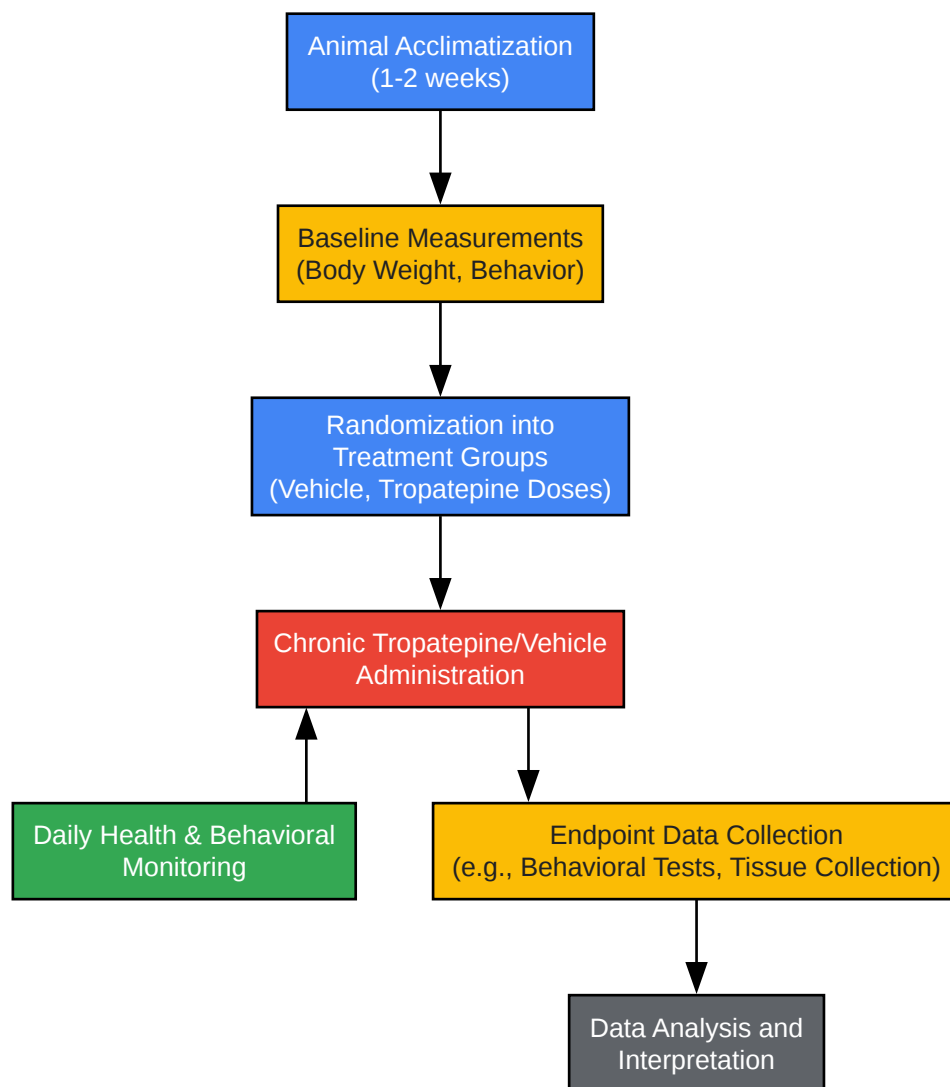 Animal Acclimatization
(1-2 weeks)
Baseline Measurements
(Body Weight, Behavior)
Randomization into
Treatment Groups
(Vehicle, Tropatepine Doses)
Chronic Tropatepine/Vehicle
Administration
Daily Health & Behavioral
Monitoring
Endpoint Data Collection
(e.g., Behavioral Tests, Tissue Collection)
Data Analysis and
Interpretation